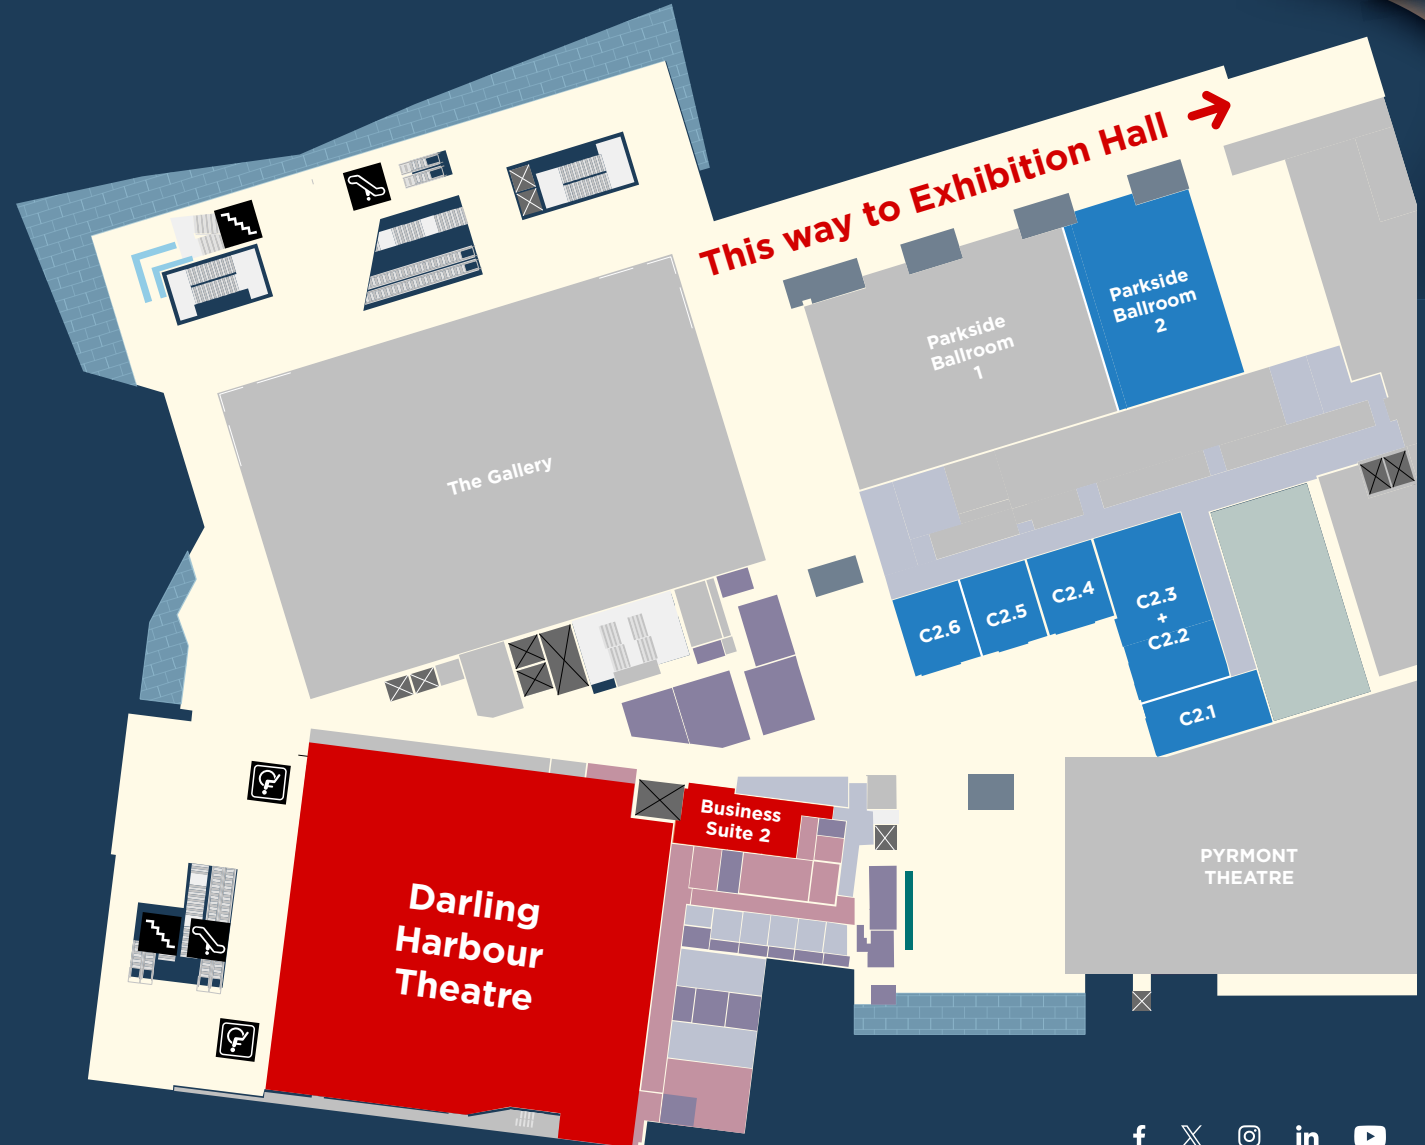 This way to Exhibition Hall
Parkside
Ballroom
2
Parkside
Ballroom
1
The Gallery
C2.6
C2.5
C2.4
C2.3
+
C2.2
C2.1
Business
Suite 2
PYRMONT
THEATRE
Darling
Harbour
Theatre